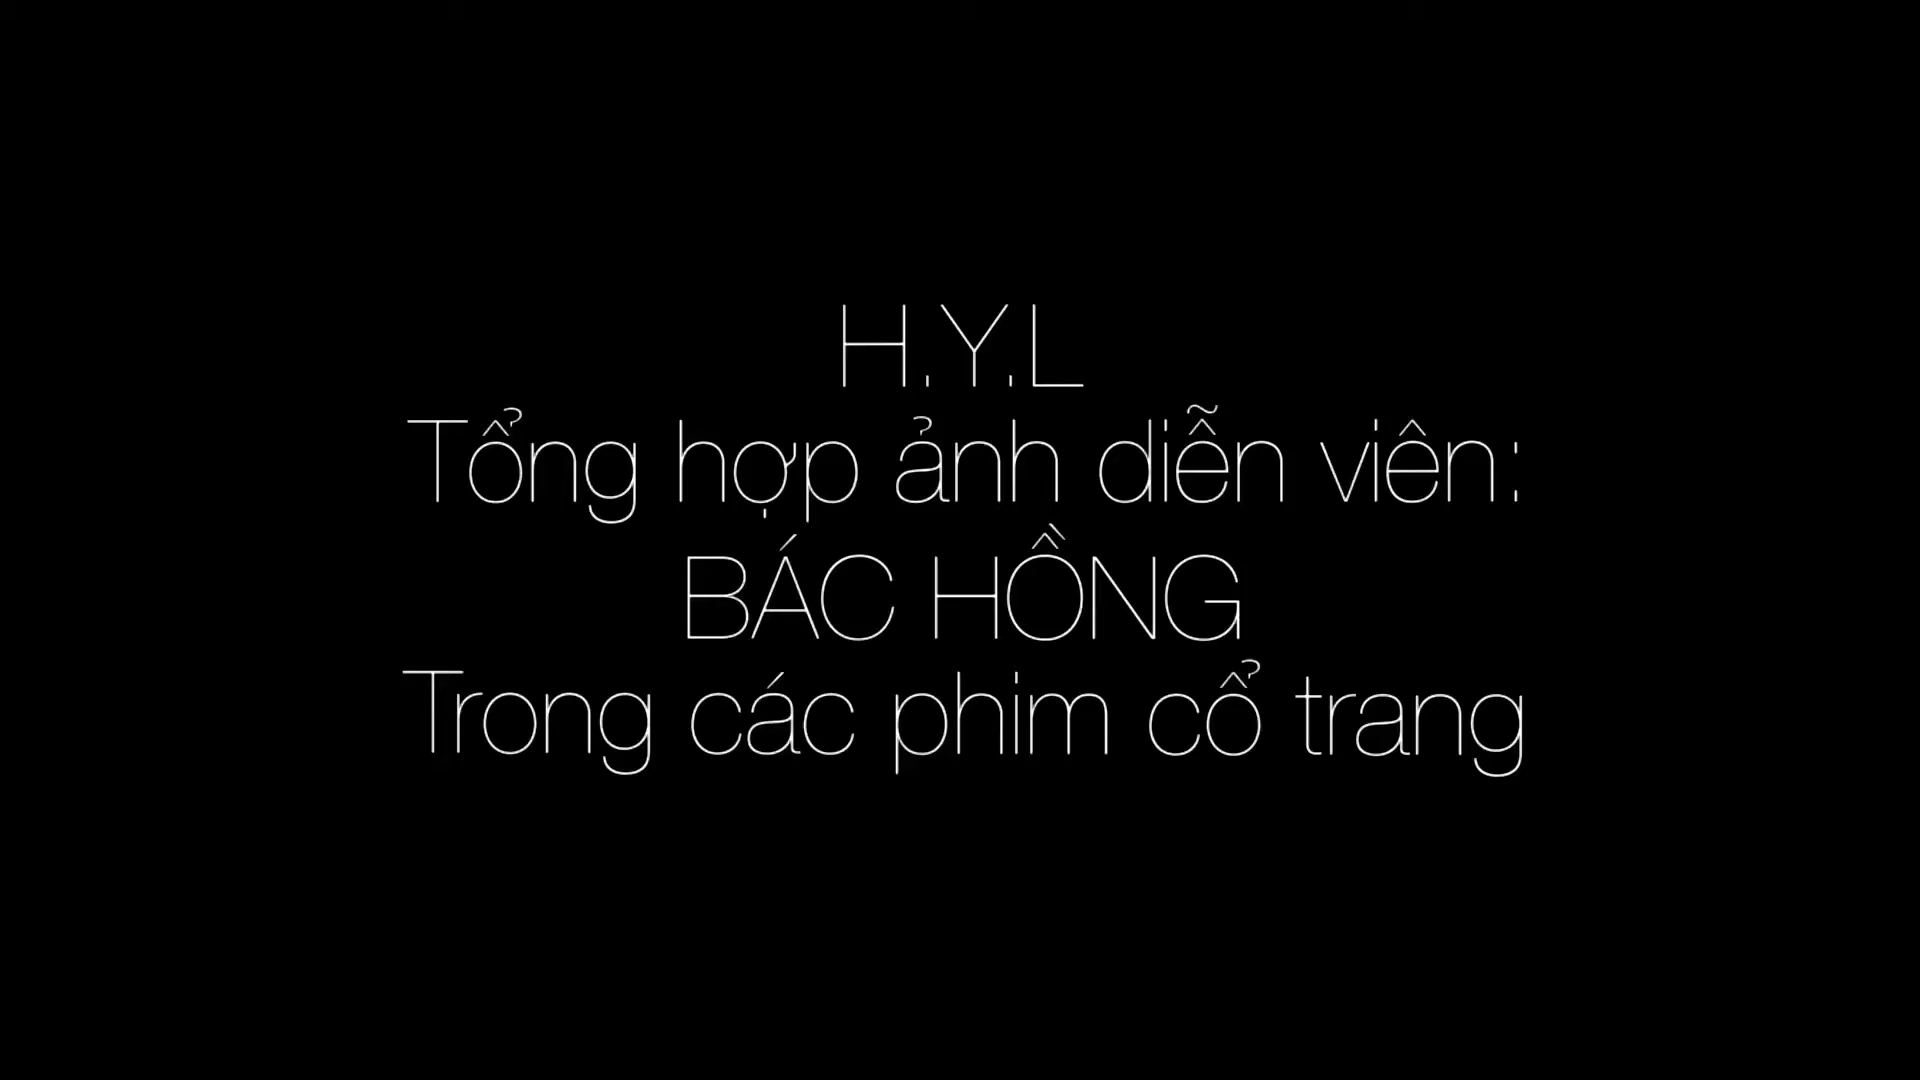 H.Y.L
Tổng hợp ảnh diễn viên:
BÁC HỒNG
Trong các phim cổ trang